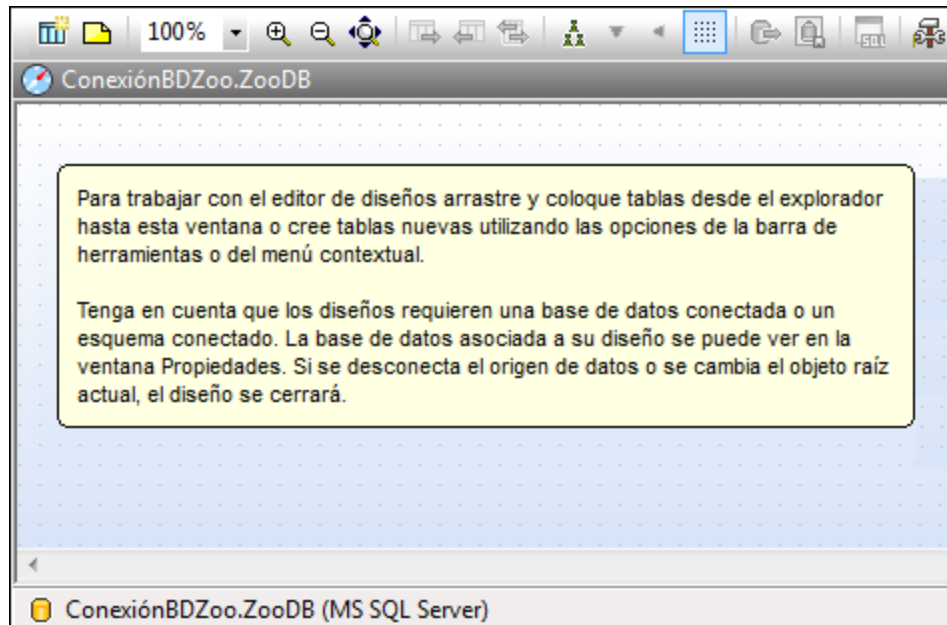 100%
SQL
ConexiónBDZoo.ZooDB
Para trabajar con el editor de diseños arrastre y coloque tablas desde el explorador
hasta esta ventana o cree tablas nuevas utilizando las opciones de la barra de
herramientas o del menú contextual.
Tenga en cuenta que los diseños requieren una base de datos conectada o un
esquema conectado. La base de datos asociada a su diseño se puede ver en la
ventana Propiedades. Si se desconecta el origen de datos o se cambia el objeto raíz
actual, el diseño se cerrará.
ConexiónBDZoo.ZooDB (MS SQL Server)